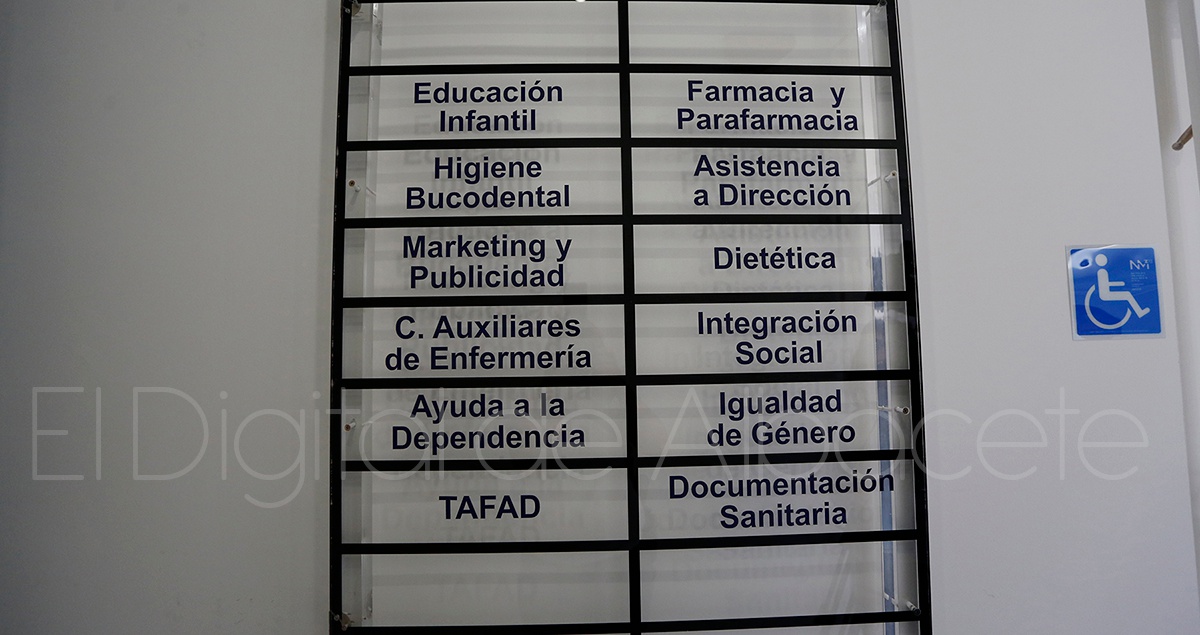 Educación
Infantil
Farmacia y
Parafarmacia
Higiene
Bucodental
Asistencia
a Dirección
Marketing y
Publicidad
Dietética
C. Auxiliares
de Enfermería
Integración
Social
Ayuda a la
Dependencia
Igualdad
de Género
TAFAD
Documentación
Sanitaria
El Digital de Albacete